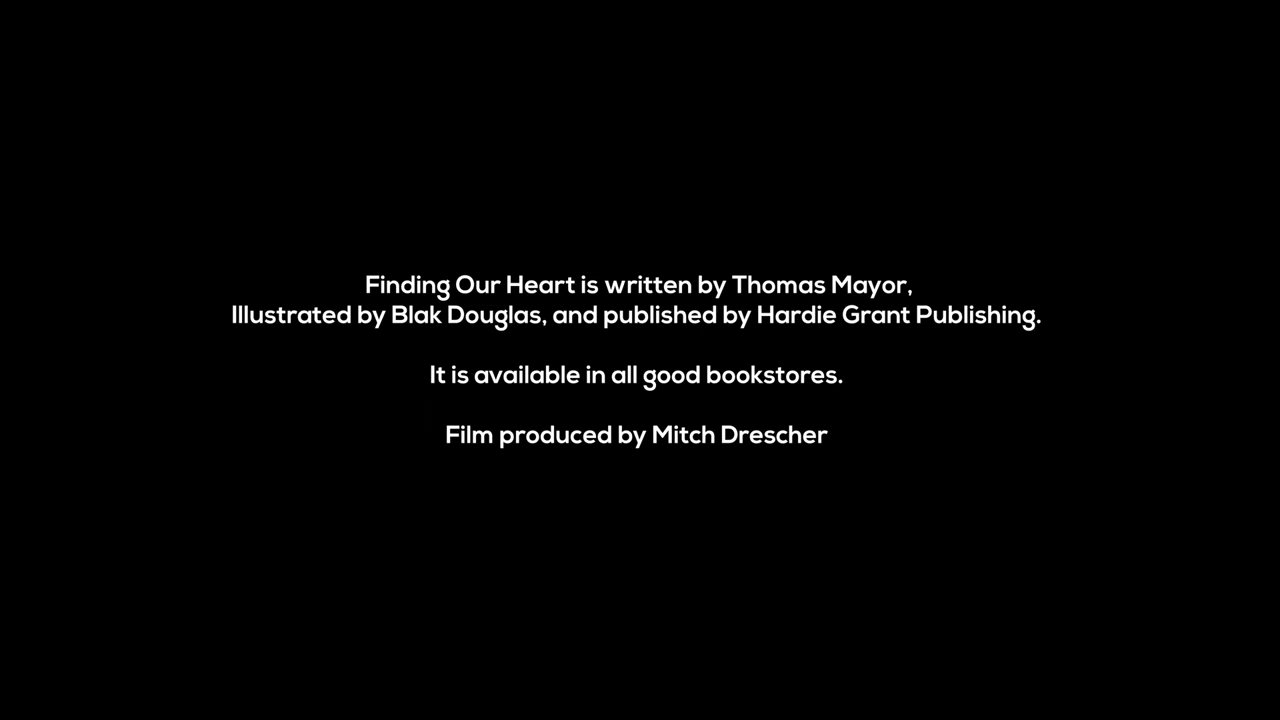 Finding Our Heart is written by Thomas Mayor,
Illustrated by Blak Douglas, and published by Hardie Grant Publishing.
It is available in all good bookstores.
Film produced by Mitch Drescher